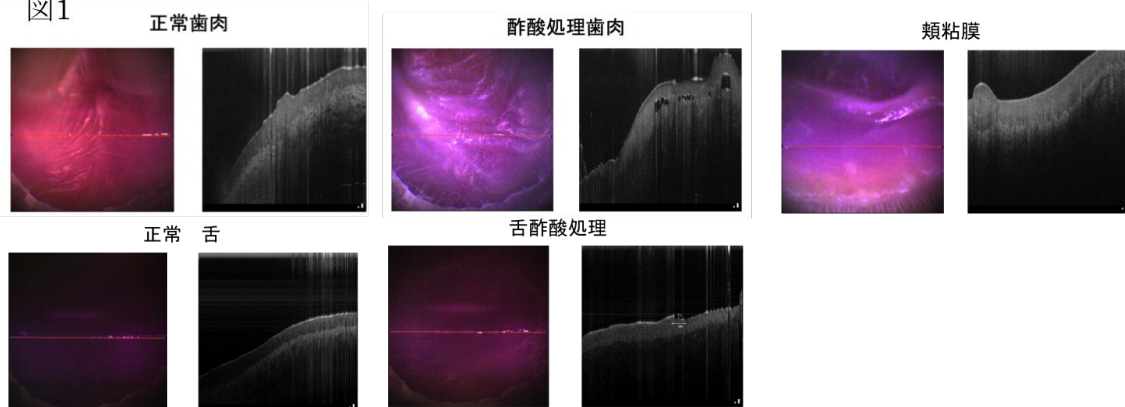 図1
正常歯肉
酢酸処理歯肉
頬粘膜
正常　舌
舌酢酸処理